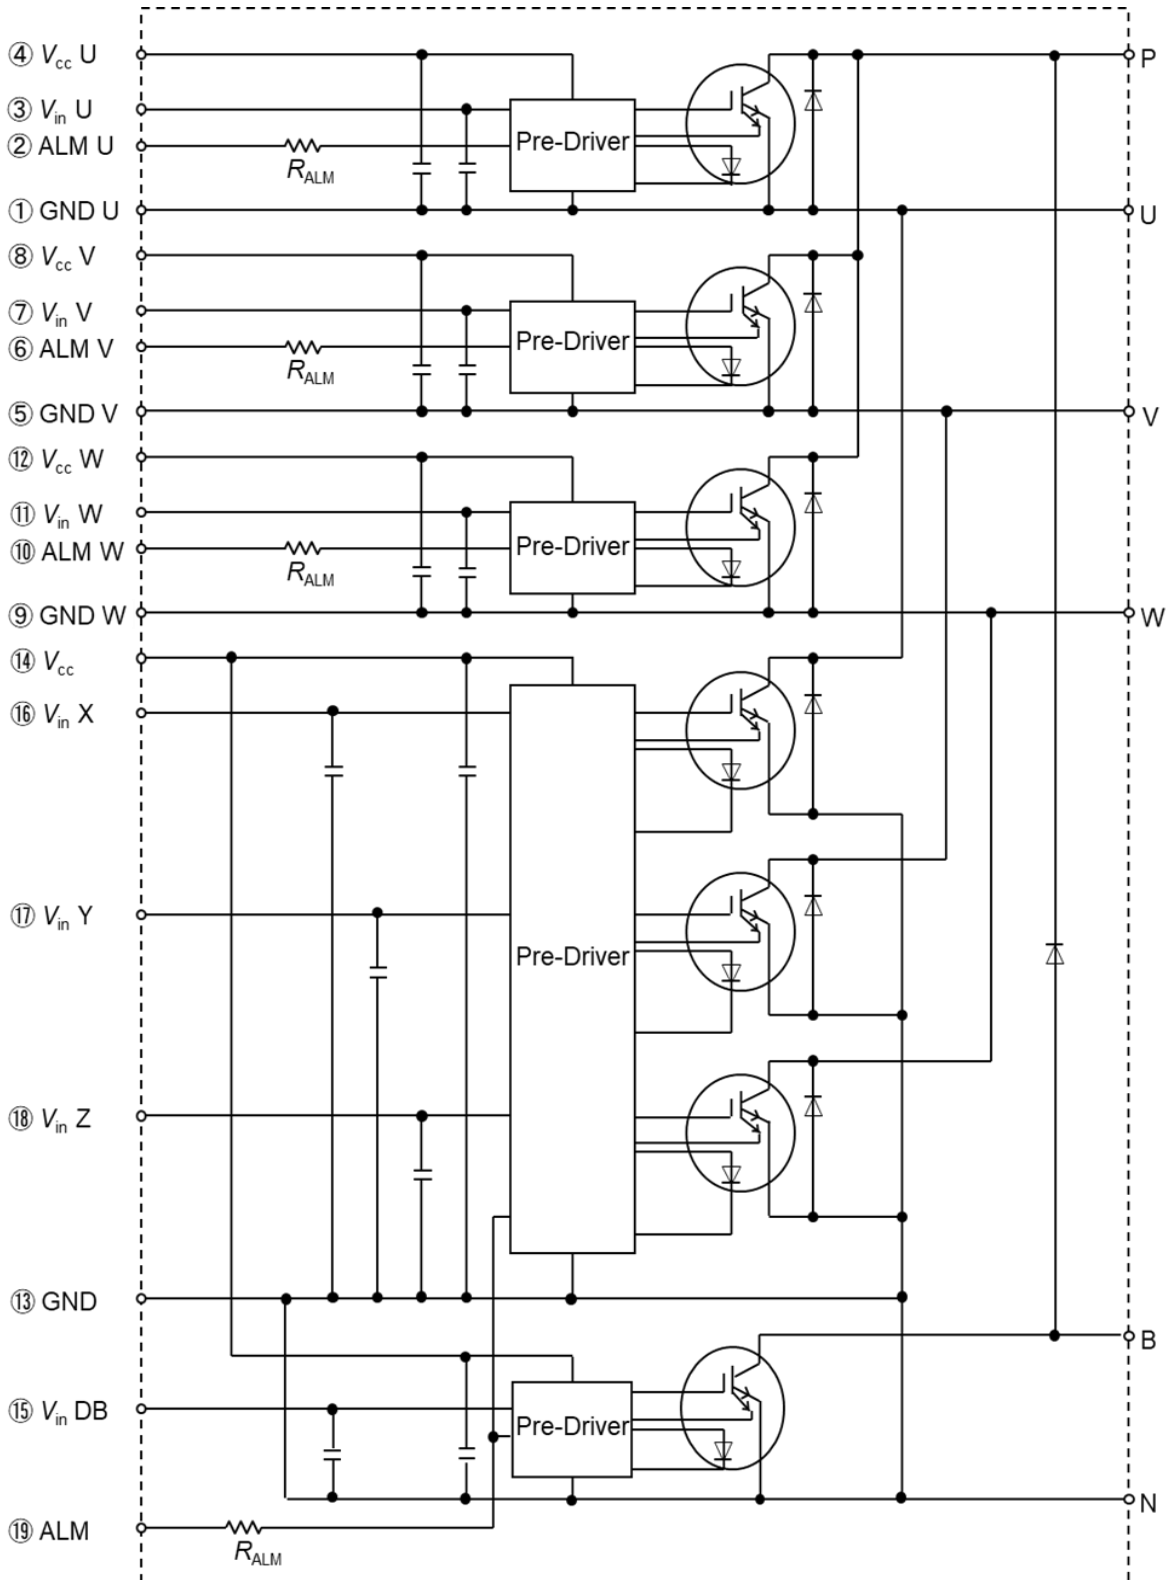 ④ Vcc U
P
③ Vin U
Pre-Driver
② ALM U
RALM
① GND U
U
⑧ Vcc V
⑦ Vin V
Pre-Driver
⑥ ALM V
RALM
⑤ GND V
V
⑫ Vcc W
⑪ Vin W
Pre-Driver
⑩ ALM W
RALM
⑨ GND W
W
⑭ Vcc
⑯ Vin X
⑰ Vin Y
Pre-Driver
⑱ Vin Z
⑬ GND
B
⑮ Vin DB
Pre-Driver
N
⑲ ALM
RALM